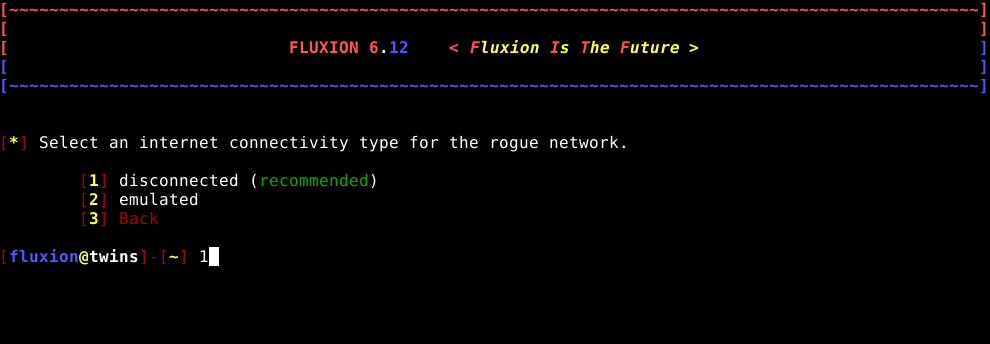 FLUXION 6.12 < Fluxion Is The Future >
[*] Select an internet connectivity type for the rogue network.
[1] disconnected (recommended)
[2] emulated
[3] Back
[fluxion@twins]-[~] 1